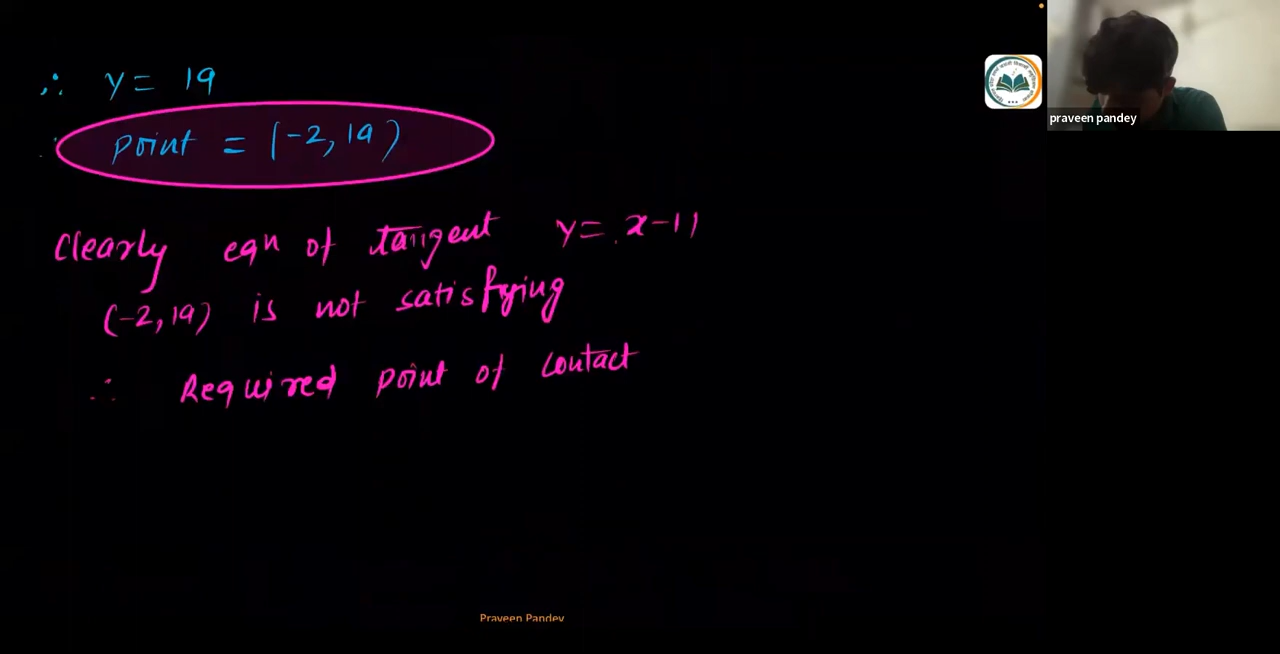 ∴ y = 19
point = (-2, 19)
Clearly eqn of tangent y = x-11
(-2, 19) is not satisfying
∴ Required point of contact
praveen pandey
Praveen Pandey